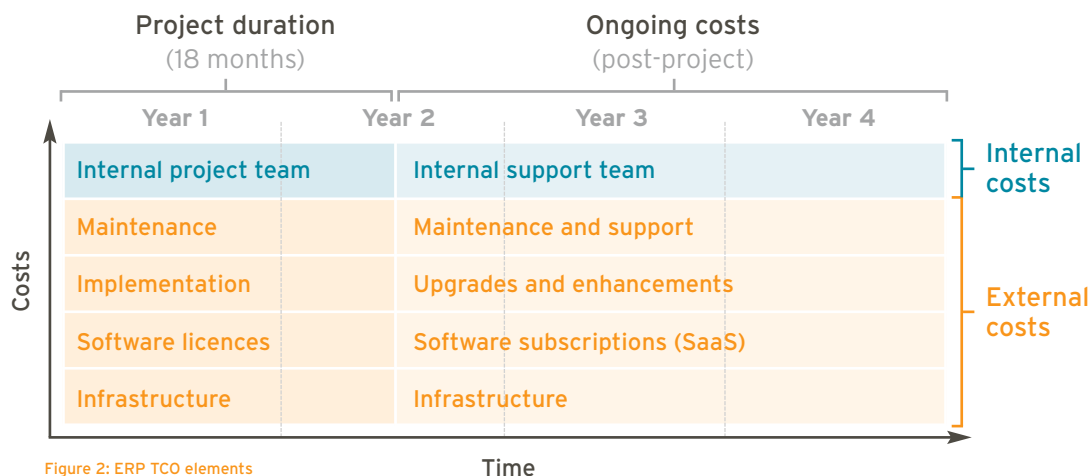 Project duration
(18 months)
Ongoing costs
(post-project)
Year 1
Year 2
Year 3
Year 4
Internal project team
Internal support team
Internal
costs
Maintenance
Maintenance and support
Implementation
Upgrades and enhancements
Software licences
Software subscriptions (SaaS)
Infrastructure
Infrastructure
External
costs
Costs
Time
Figure 2: ERP TCO elements